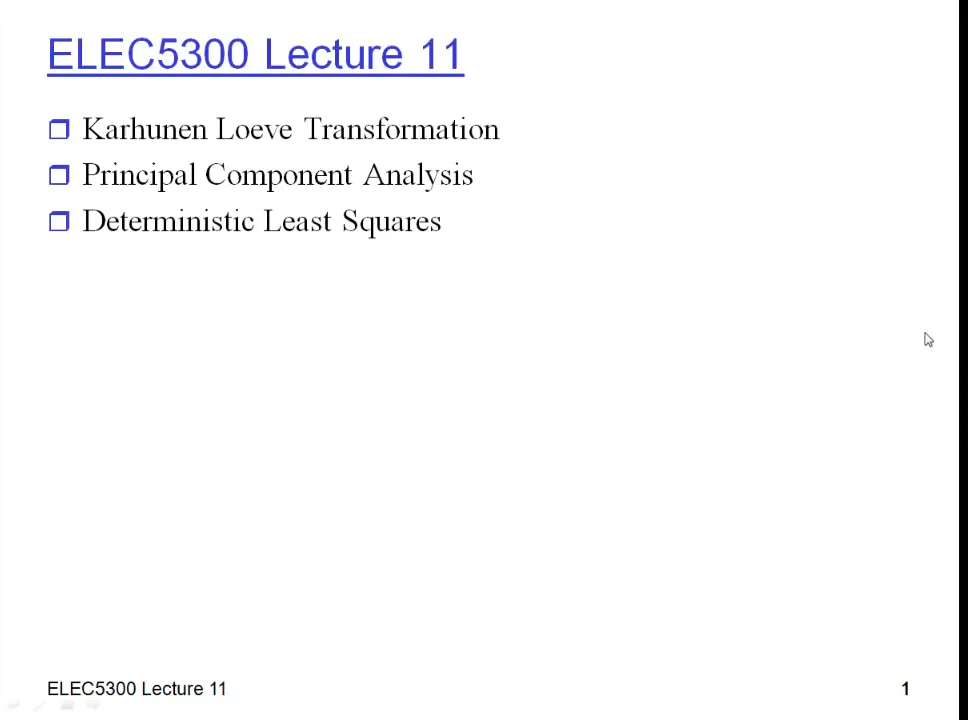 ELEC5300 Lecture 11
Karhunen Loeve Transformation
Principal Component Analysis
Deterministic Least Squares
ELEC5300 Lecture 11
1